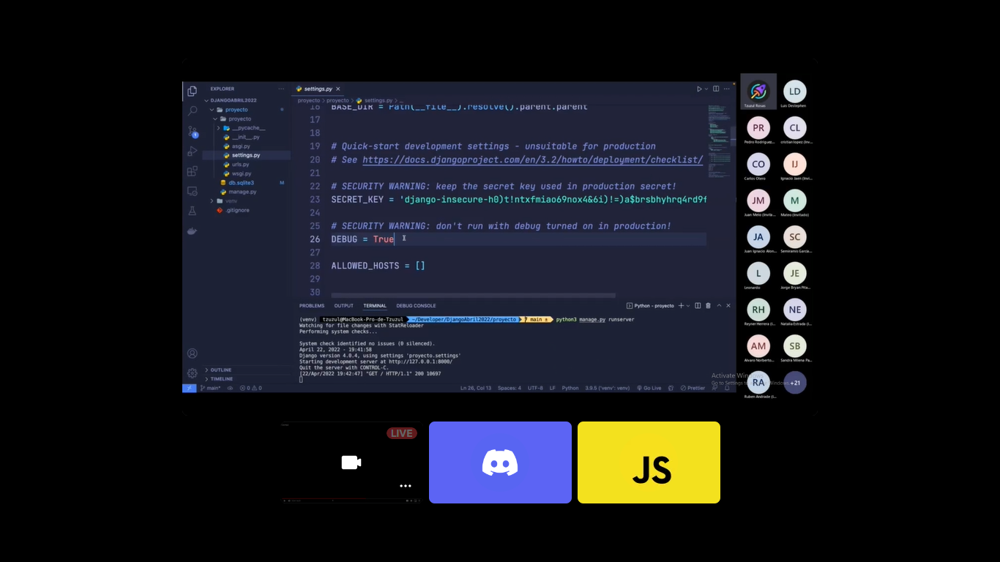 EXPLORER
DJANGOABRIL2022
proyecto
proyecto
__pycache__
__init__.py
asgi.py
settings.py
urls.py
wsgi.py
db.sqlite3 M
manage.py
venv
.gitignore
OUTLINE
TIMELINE
settings.py
proyecto > proyecto > settings.py > ...
16 BASE_DIR = Path(__file__).resolve().parent.parent
17
18
19 # Quick-start development settings - unsuitable for production
20 # See https://docs.djangoproject.com/en/3.2/howto/deployment/checklist/
21
22 # SECURITY WARNING: keep the secret key used in production secret!
23 SECRET_KEY = 'django-insecure-h0)t!ntxfmiao69nox4&6i)!=)a$brsbhyhrq4rd9f
24
25 # SECURITY WARNING: don't run with debug turned on in production!
26 DEBUG = True
27
28 ALLOWED_HOSTS = []
29
30
PROBLEMS OUTPUT TERMINAL DEBUG CONSOLE Python - proyecto
(venv) tzuzul@MacBook-Pro-de-Tzuzul ~/Developer/DjangoAbril2022/proyecto main ± python3 manage.py runserver
Watching for file changes with StatReloader
Performing system checks...
System check identified no issues (0 silenced).
April 22, 2022 - 19:41:58
Django version 4.0.4, using settings 'proyecto.settings'
Starting development server at http://127.0.0.1:8000/
Quit the server with CONTROL-C.
[22/Apr/2022 19:42:47] "GET / HTTP/1.1" 200 10697
main* 0 0 Ln 26, Col 13 Spaces: 4 UTF-8 LF Python 3.9.5 ('venv': venv) Go Live Prettier
Tzuzul Rosas
LD
Luis Destephen
PR
Pedro Rodriguez...
CL
cristian lopez (Inv...
CO
Carlos Otero
IJ
Ignacio Jaen (Invi...
JM
Juan Melo (Invita...
M
Mateo (Invitado)
JA
Juan Ignacio Alon...
SC
Semiramis Garcia...
L
Leonardo
JE
Jorge Bryan Pita...
RH
Reyner Herrera (I...
NE
Natalia Estrada (I...
AM
Alvaro Norberto...
SB
Sandra Milena Pa...
RA
Ruben Andrade (I...
+21
Activate Windows
LIVE
JS